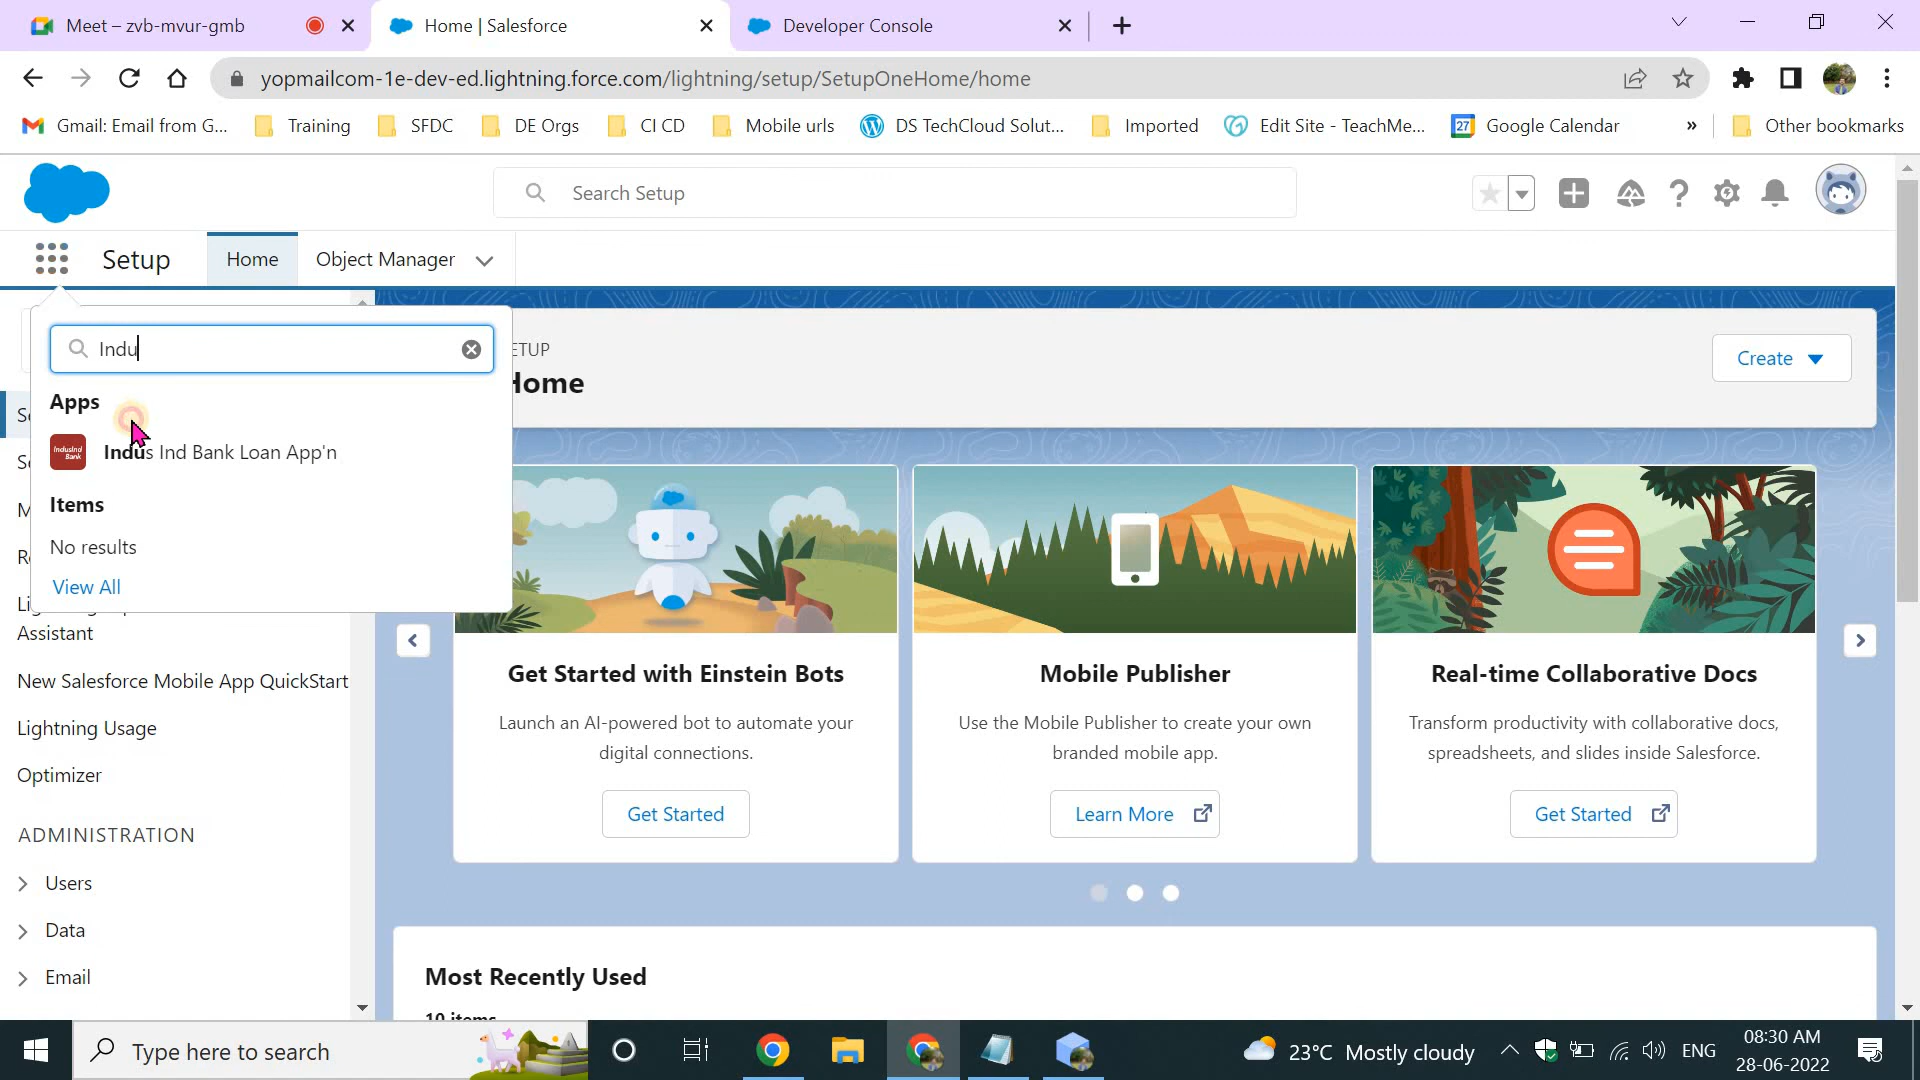 Meet – zvb-mvur-gmb
Home | Salesforce
Developer Console
yopmailcom-1e-dev-ed.lightning.force.com/lightning/setup/SetupOneHome/home
Gmail: Email from G...
Training
SFDC
DE Orgs
CI CD
Mobile urls
DS TechCloud Solut...
Imported
Edit Site - TeachMe...
27
Google Calendar
»
Other bookmarks
Search Setup
Setup
Home
Object Manager
Indu
Apps
IndusInd Bank
Indus Ind Bank Loan App'n
Items
No results
View All
ETUP
Home
Create
Assistant
New Salesforce Mobile App QuickStart
Lightning Usage
Optimizer
ADMINISTRATION
Users
Data
Email
Get Started with Einstein Bots
Launch an AI-powered bot to automate your
digital connections.
Get Started
Mobile Publisher
Use the Mobile Publisher to create your own
branded mobile app.
Learn More
Real-time Collaborative Docs
Transform productivity with collaborative docs,
spreadsheets, and slides inside Salesforce.
Get Started
Most Recently Used
10 items
Type here to search
23°C Mostly cloudy
ENG
08:30 AM
28-06-2022